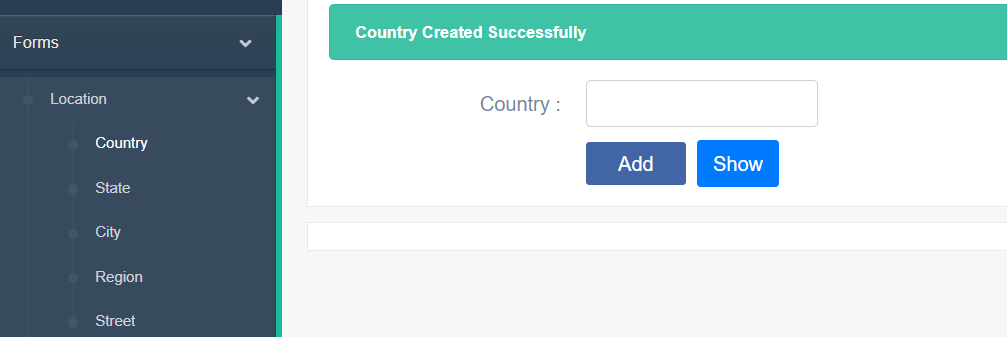 Forms
Location
Country
State
City
Region
Street
Country Created Successfully
Country :
Add Show